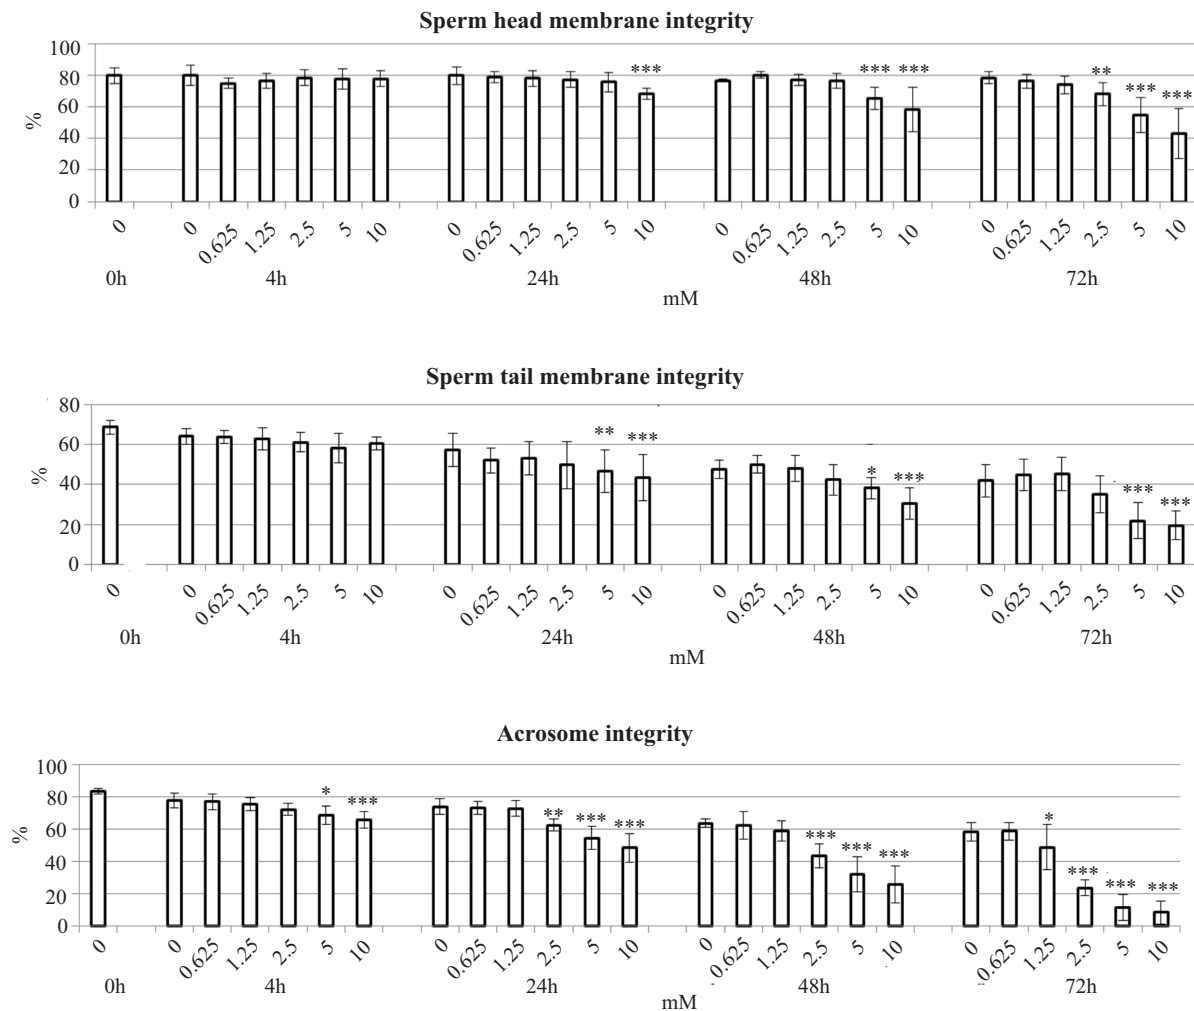 Sperm head membrane integrity
100
80
60
40
20
0
%
*** *** *** ** *** ***
0 0 0.625 1.25 2.5 5 10 0 0.625 1.25 2.5 5 10 0 0.625 1.25 2.5 5 10 0 0.625 1.25 2.5 5 10
0h 4h 24h 48h 72h
mM
Sperm tail membrane integrity
80
60
40
20
0
%
** *** * *** *** ***
0 0 0.625 1.25 2.5 5 10 0 0.625 1.25 2.5 5 10 0 0.625 1.25 2.5 5 10 0 0.625 1.25 2.5 5 10
0h 4h 24h 48h 72h
mM
Acrosome integrity
100
80
60
40
20
0
%
* *** ** *** *** *** *** *** * *** *** ***
0 0 0.625 1.25 2.5 5 10 0 0.625 1.25 2.5 5 10 0 0.625 1.25 2.5 5 10 0 0.625 1.25 2.5 5 10
0h 4h 24h 48h 72h
mM